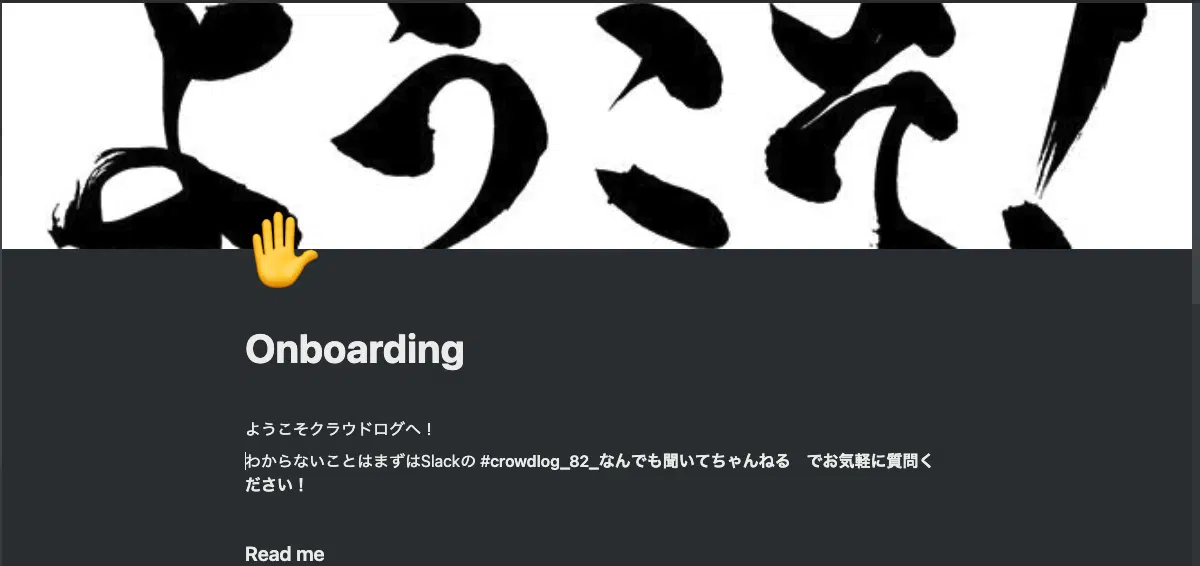 ようこそ!
Onboarding
ようこそクラウドログへ！
わからないことはまずはSlackの #crowdlog_82_なんでも聞いてちゃんねる　でお気軽に質問く
ださい！
Read me